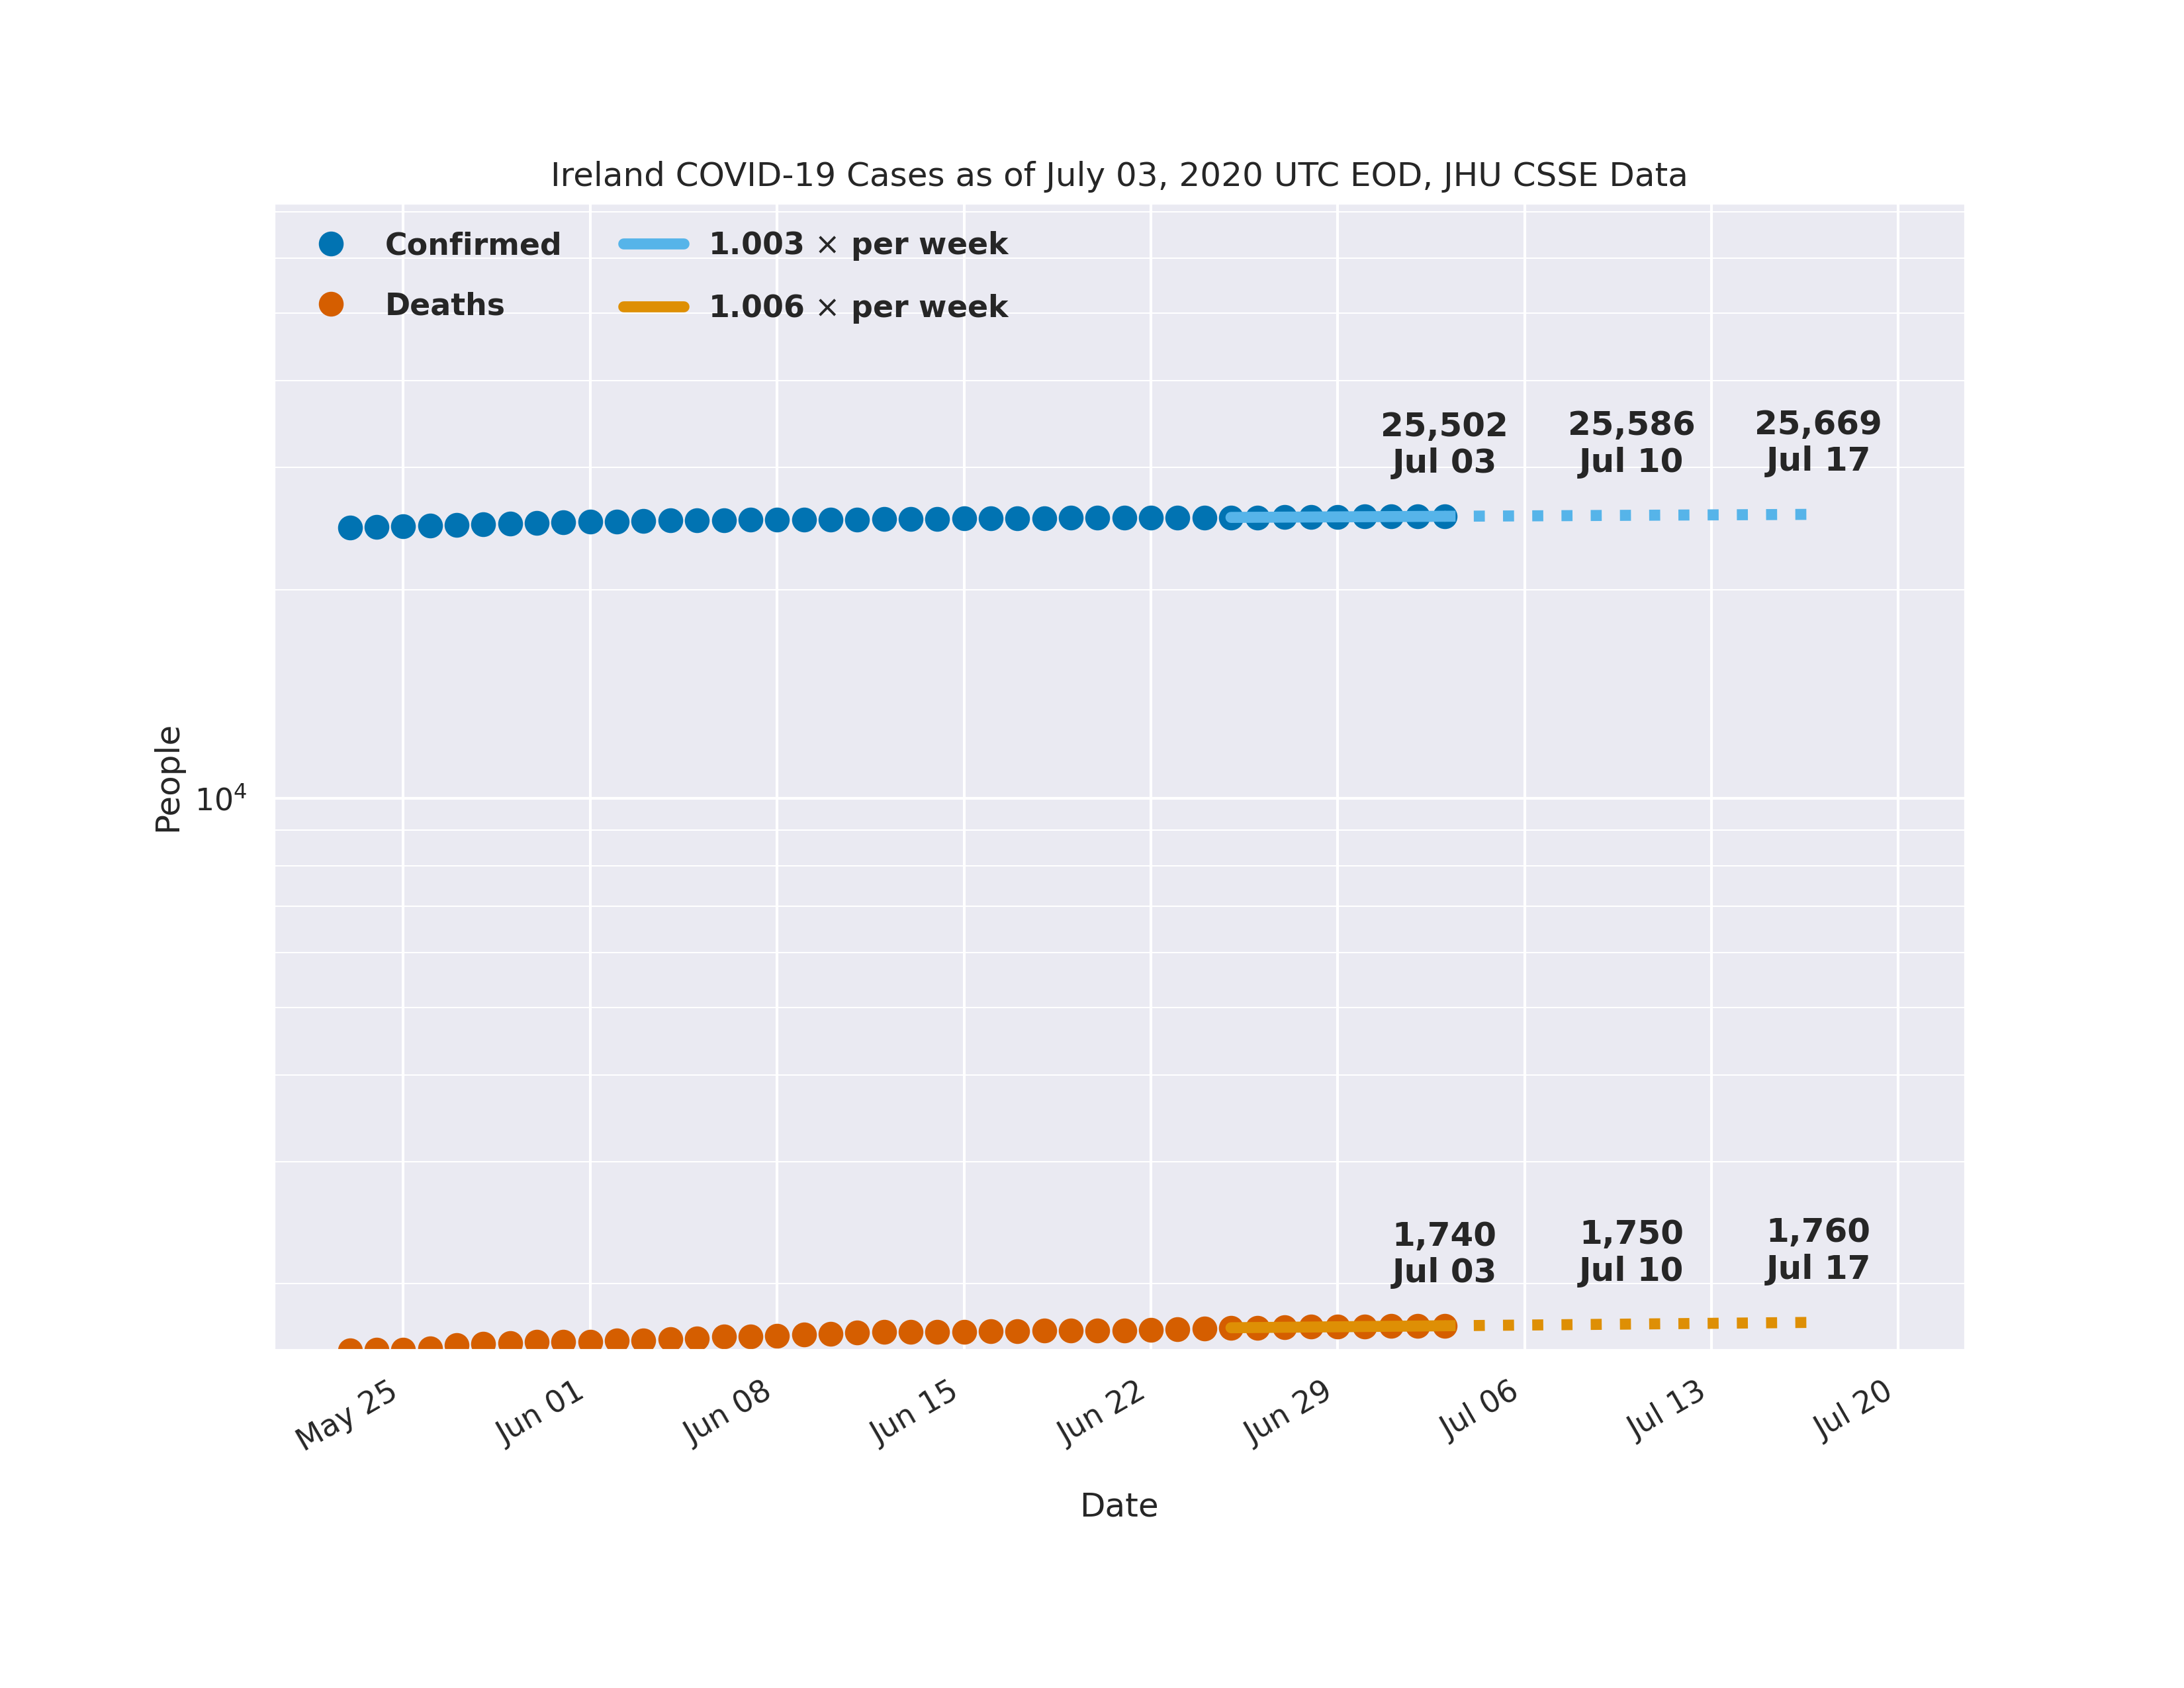 Ireland COVID-19 Cases as of July 03, 2020 UTC EOD, JHU CSSE Data
Confirmed
Deaths
1.003 × per week
1.006 × per week
25,502
Jul 03
25,586
Jul 10
25,669
Jul 17
People
10⁴
1,740
Jul 03
1,750
Jul 10
1,760
Jul 17
May 25
Jun 01
Jun 08
Jun 15
Jun 22
Jun 29
Jul 06
Jul 13
Jul 20
Date